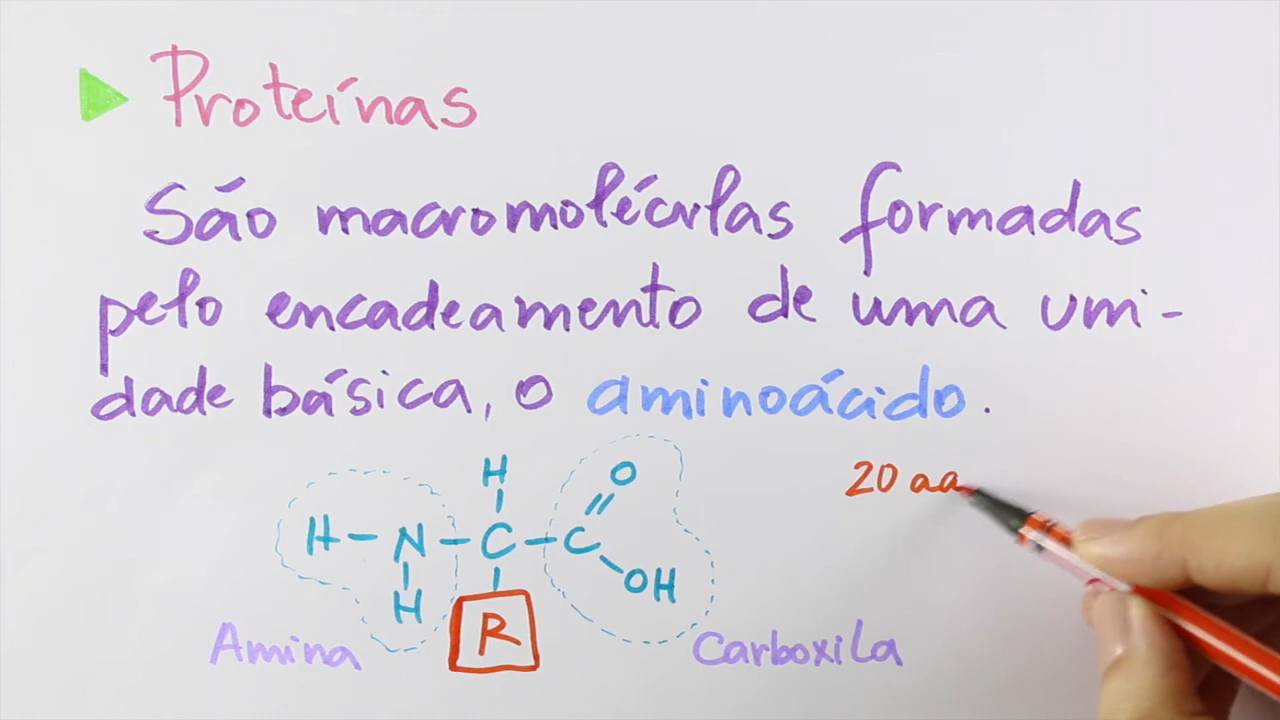 Proteínas
São macromoléculas formadas
pelo encadeamento de uma uni-
dade básica, o aminoácido.
H O
20 aa
H - N - C - C
OH
H
R
Amina
Carboxila